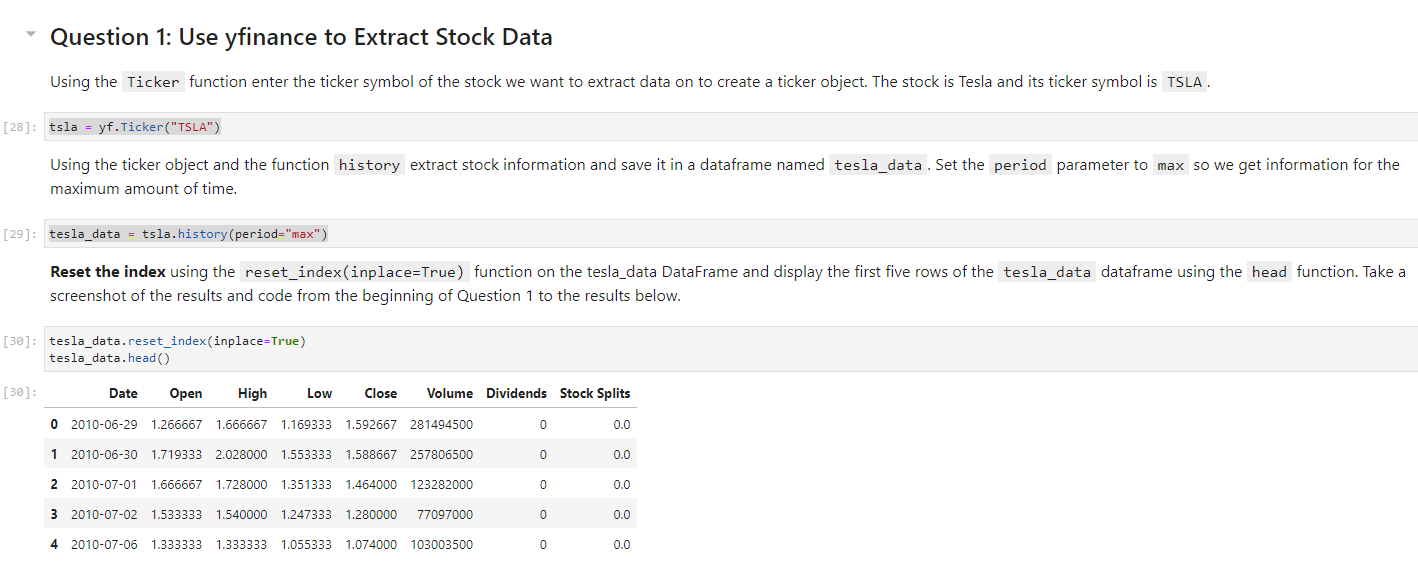 Question 1: Use yfinance to Extract Stock Data
Using the Ticker function enter the ticker symbol of the stock we want to extract data on to create a ticker object. The stock is Tesla and its ticker symbol is TSLA.
[28]: tsla = yf.Ticker("TSLA")
Using the ticker object and the function history extract stock information and save it in a dataframe named tesla_data. Set the period parameter to max so we get information for the
maximum amount of time.
[29]: tesla_data = tsla.history(period="max")
Reset the index using the reset_index(inplace=True) function on the tesla_data DataFrame and display the first five rows of the tesla_data dataframe using the head function. Take a
screenshot of the results and code from the beginning of Question 1 to the results below.
[30]: tesla_data.reset_index(inplace=True)
tesla_data.head()
[30]: Date Open High Low Close Volume Dividends Stock Splits
0 2010-06-29 1.266667 1.666667 1.169333 1.592667 281494500 0 0.0
1 2010-06-30 1.719333 2.028000 1.553333 1.588667 257806500 0 0.0
2 2010-07-01 1.666667 1.728000 1.351333 1.464000 123282000 0 0.0
3 2010-07-02 1.533333 1.540000 1.247333 1.280000 77097000 0 0.0
4 2010-07-06 1.333333 1.333333 1.055333 1.074000 103003500 0 0.0